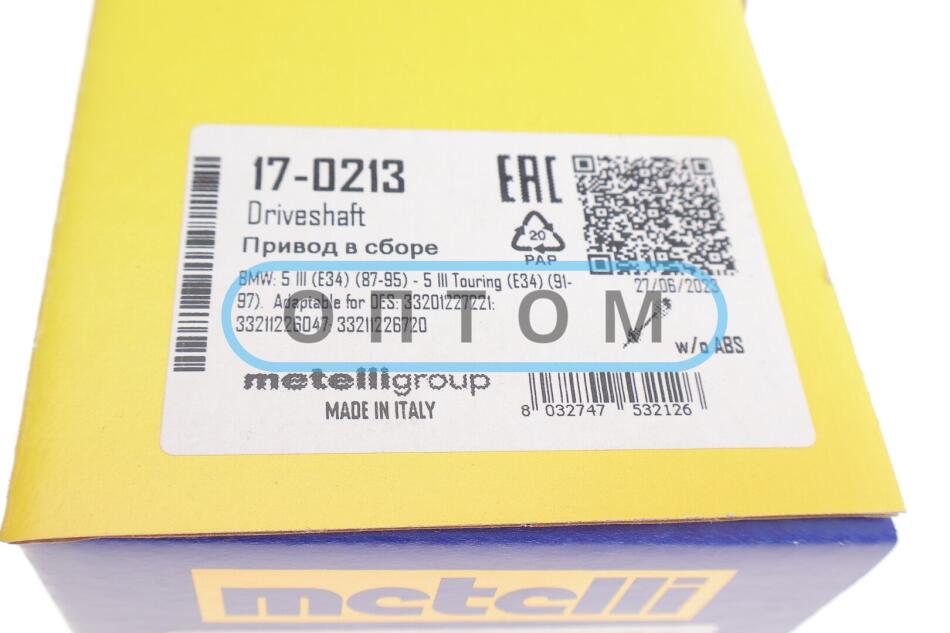 17-0213
Driveshaft
Привод в сборе
BMW: 5 III (E34) (87-95) - 5 III Touring (E34) (91-
97). Adaptable for OES: 33201227221;
33211226047; 33211226720
metelligroup
MADE IN ITALY
EAC
20
PAP
27/06/2023
w/o ABS
8 032747 532126
ОПТОМ
metelli